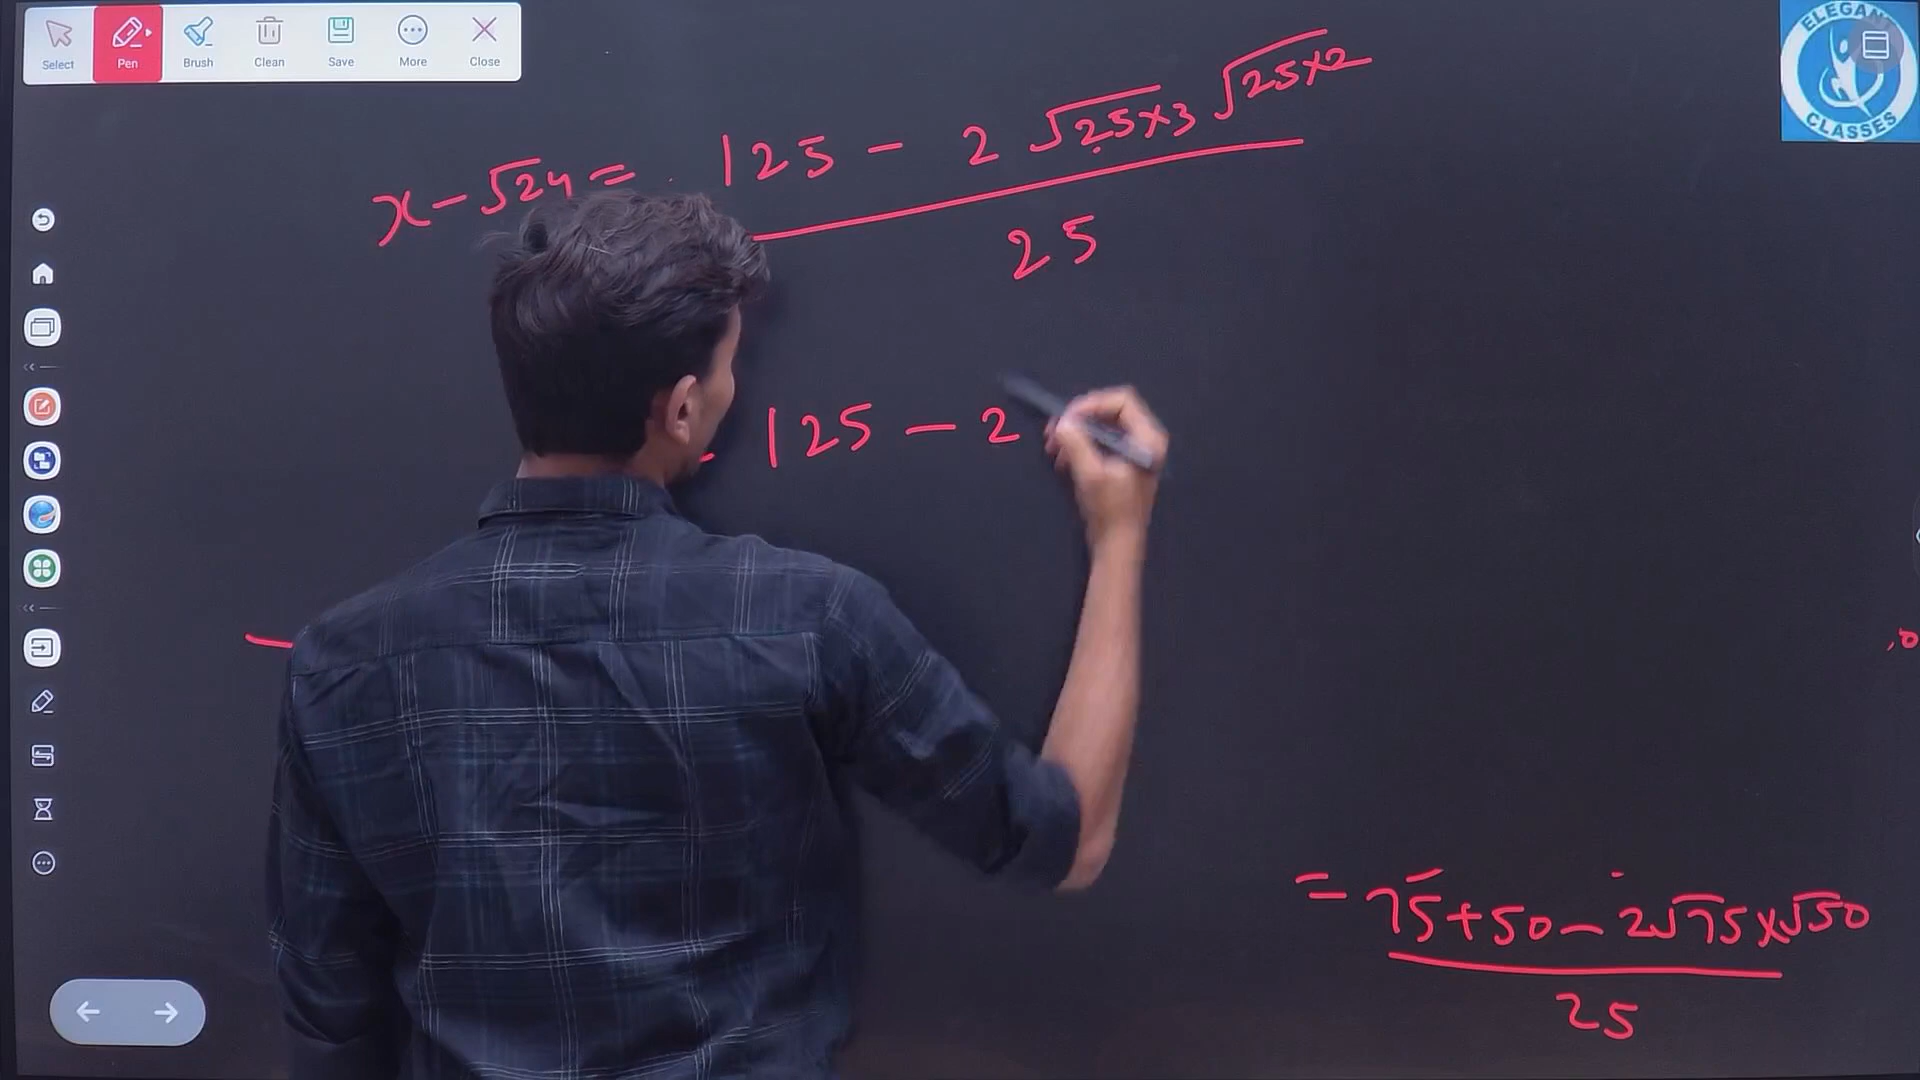 Select Pen Brush Clean Save More Close
ELEGANT CLASSES
x - √24 = 125 - 2 √25×3 √25×2
25
125 - 2
= 75 + 50 - 2√75 × √50
25